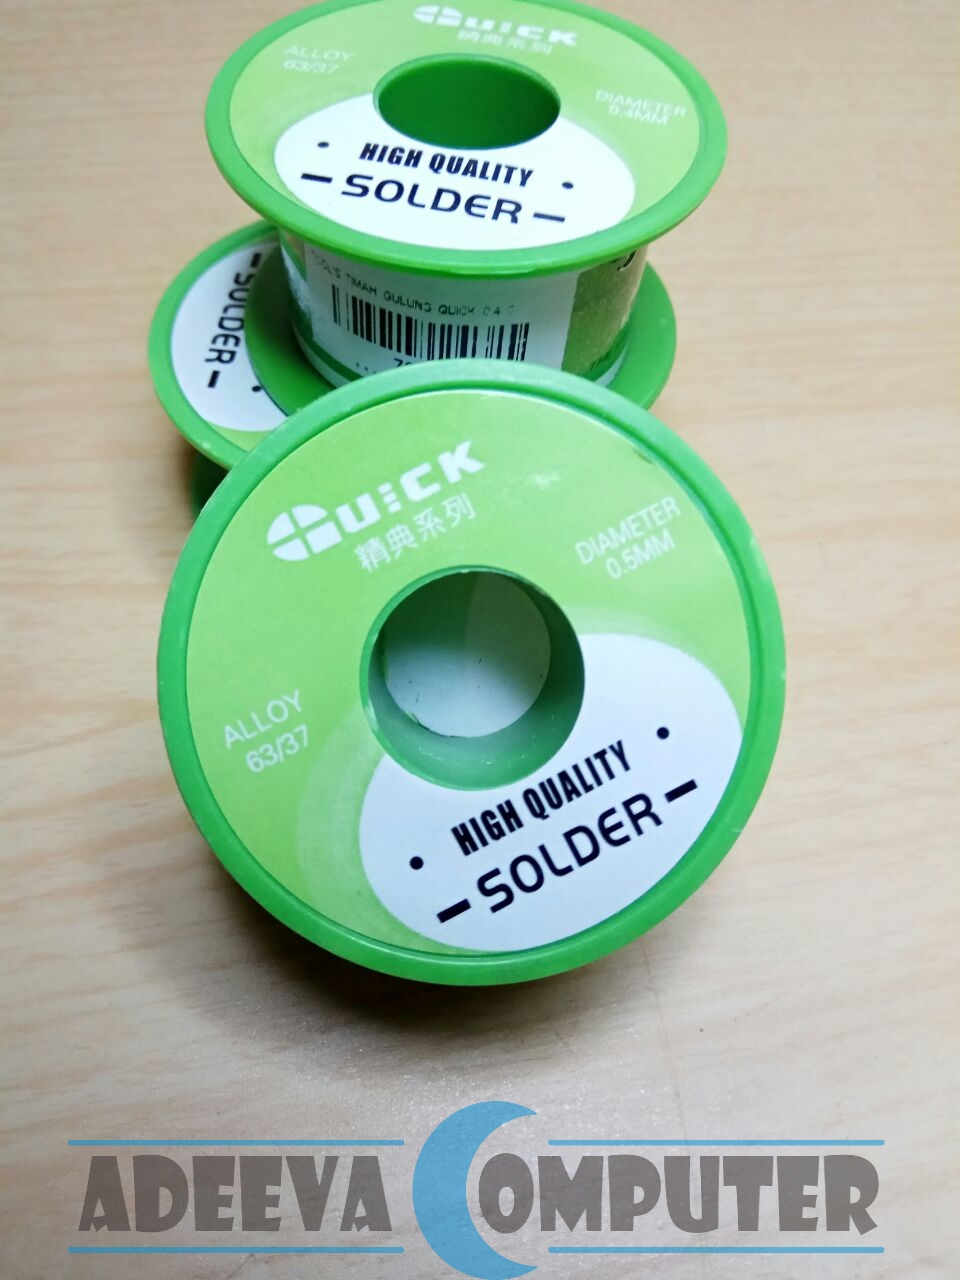 QUICK
精典系列
ALLOY
63/37
DIAMETER
0.4MM
HIGH QUALITY
SOLDER
TOOL'S TIMAH GULUNG QUICK 0.4
SOLDER
QUICK
精典系列
DIAMETER
0.5MM
ALLOY
63/37
HIGH QUALITY
SOLDER
ADEEVA COMPUTER